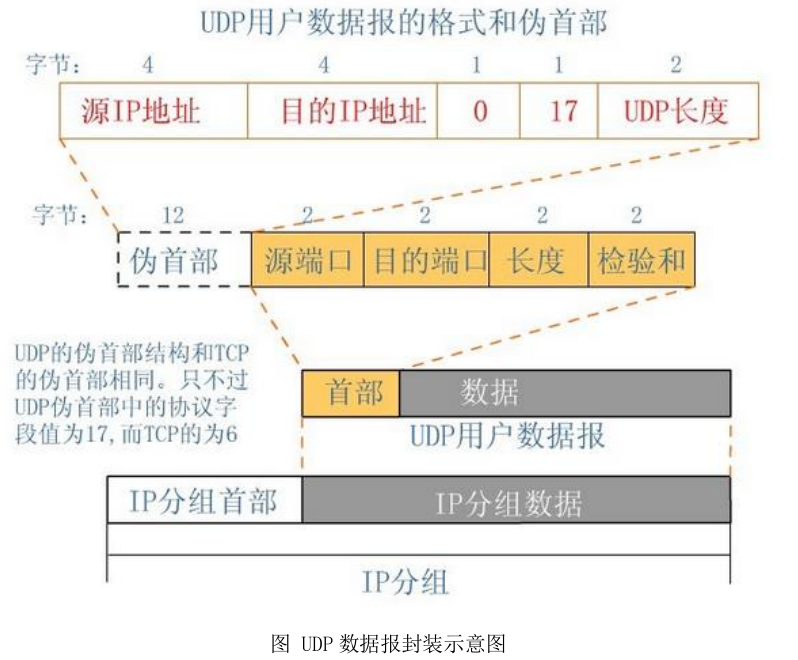 UDP用户数据报的格式和伪首部
字节: 4 4 1 1 2
源IP地址 目的IP地址 0 17 UDP长度
字节: 12 2 2 2 2
伪首部 源端口 目的端口 长度 检验和
UDP的伪首部结构和TCP
的伪首部相同。只不过
UDP伪首部中的协议字
段值为17,而TCP的为6
首部 数据
UDP用户数据报
IP分组首部 IP分组数据
IP分组
图 UDP 数据报封装示意图